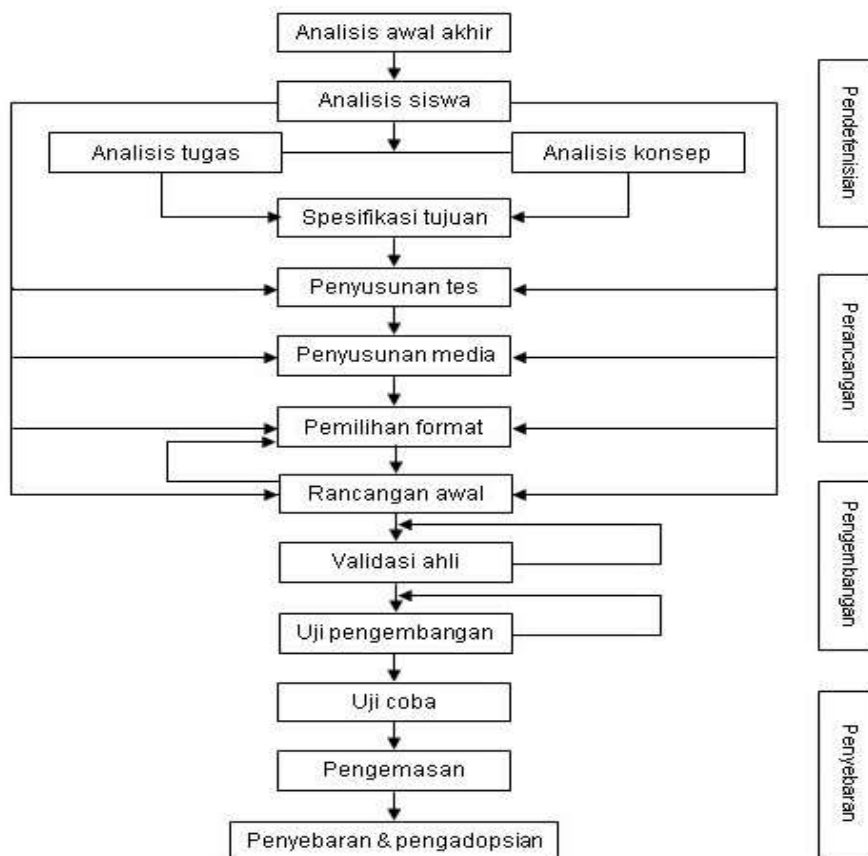 Analisis awal akhir
Analisis siswa
Analisis tugas
Analisis konsep
Spesifikasi tujuan
Penyusunan tes
Penyusunan media
Pemilihan format
Rancangan awal
Validasi ahli
Uji pengembangan
Uji coba
Pengemasan
Penyebaran & pengadopsian
Pendefenisian
Perancangan
Pengembangan
Penyebaran